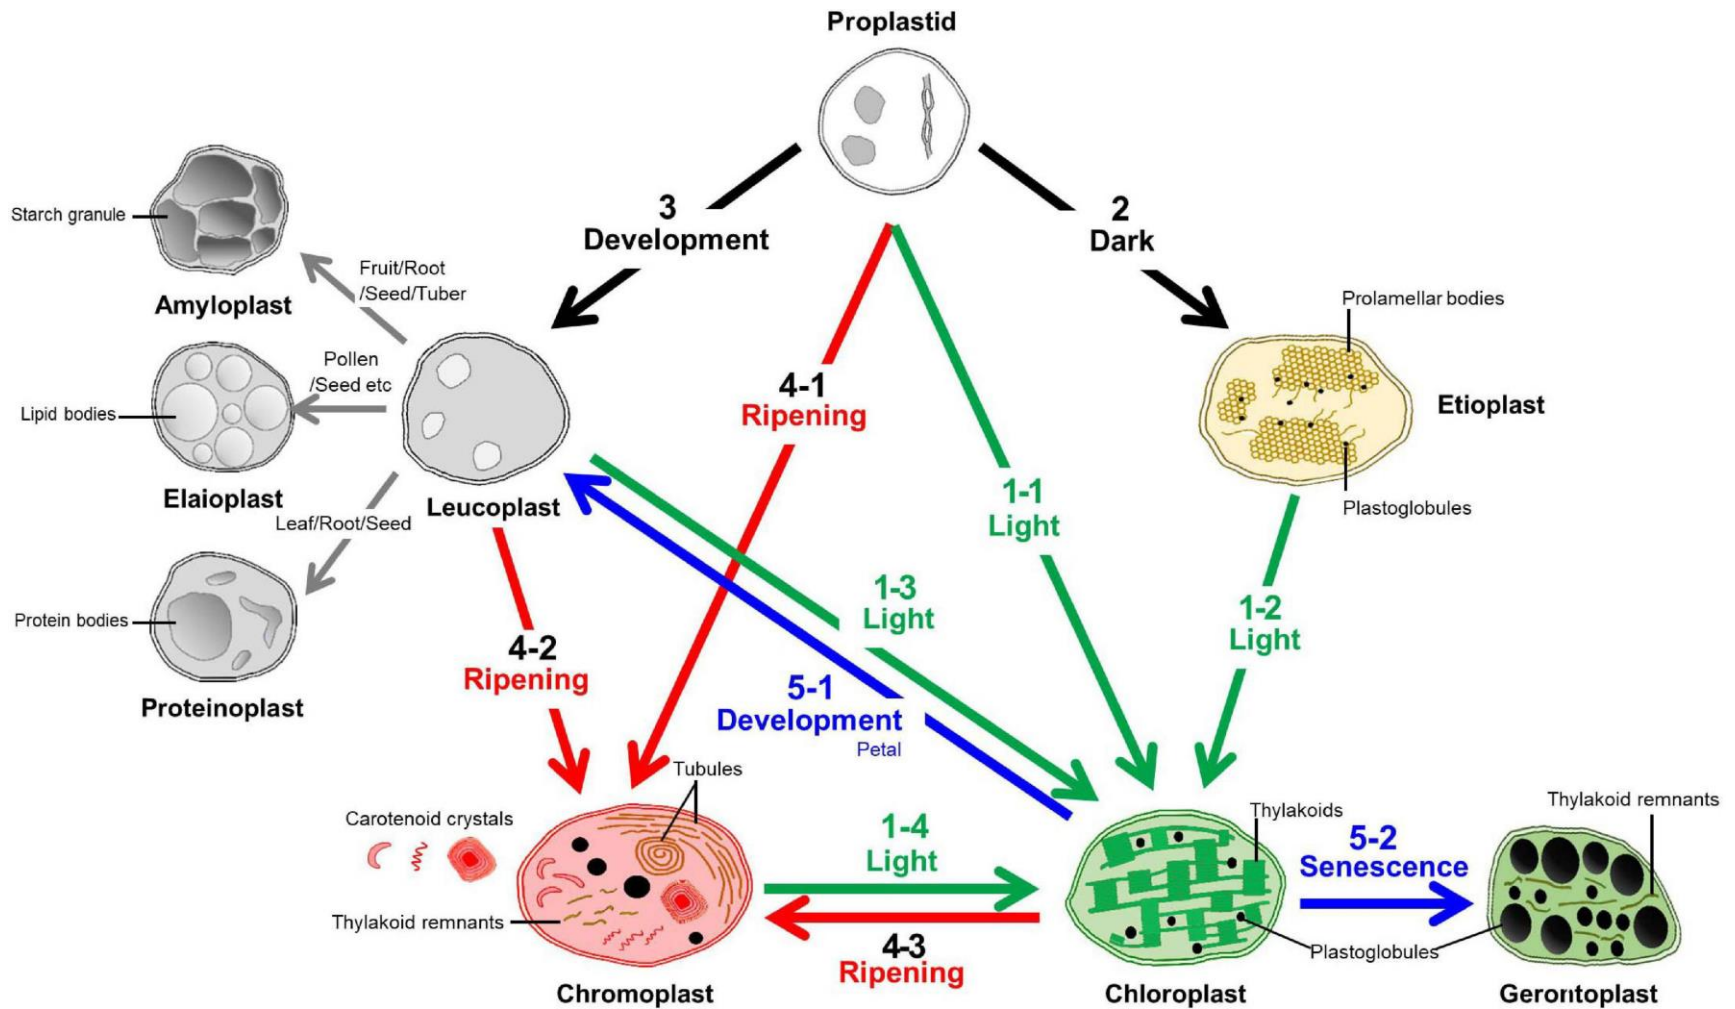 Proplastid
3
Development
2
Dark
Starch granule
Fruit/Root
/Seed/Tuber
Amyloplast
Prolamellar bodies
Pollen
/Seed etc
Lipid bodies
4-1
Ripening
Etioplast
Elaioplast
Leucoplast
1-1
Light
Plastoglobules
Leaf/Root/Seed
1-3
Light
1-2
Light
Protein bodies
4-2
Ripening
5-1
Development
Petal
Proteinoplast
Tubules
Carotenoid crystals
1-4
Light
Thylakoids
Thylakoid remnants
5-2
Senescence
Thylakoid remnants
4-3
Ripening
Plastoglobules
Chromoplast
Chloroplast
Gerontoplast